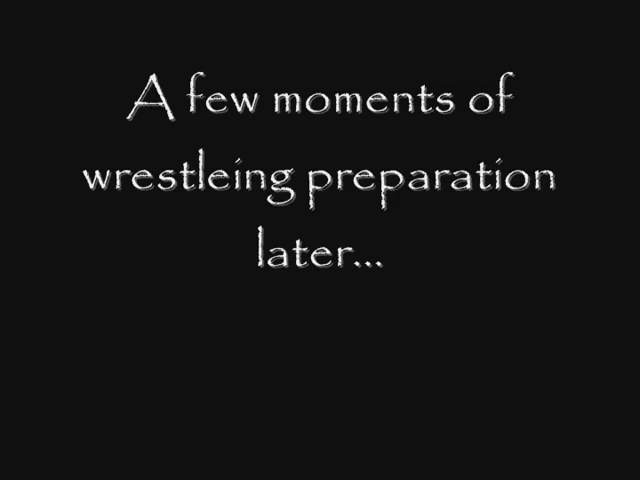 A few moments of
wrestleing preparation
later...